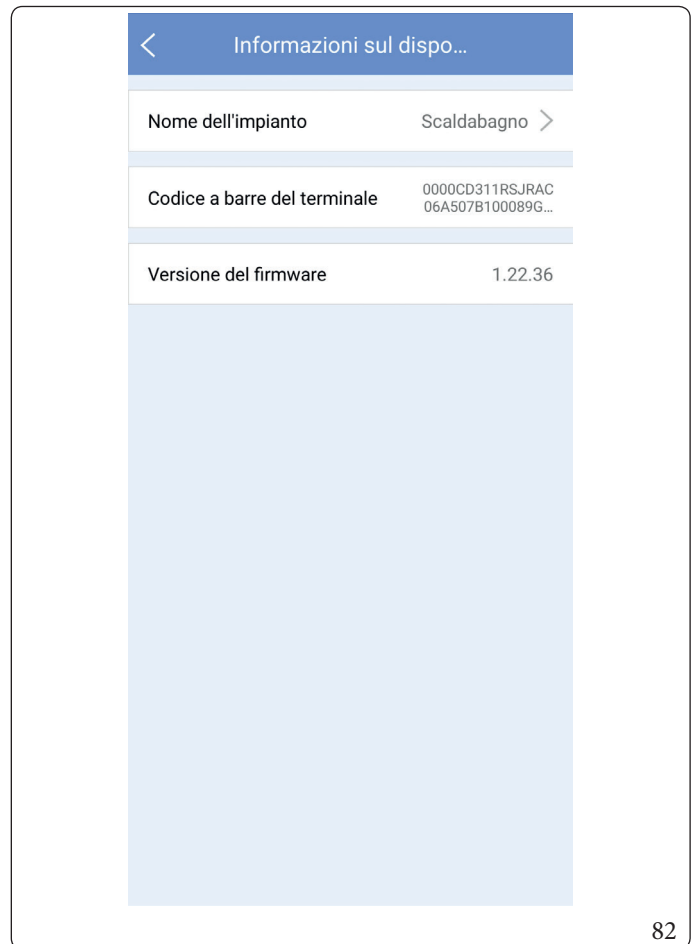 Informazioni sul dispo...
Nome dell'impianto Scaldabagno
Codice a barre del terminale 0000CD311RSJRAC
06A507B100089G...
Versione del firmware 1.22.36
82